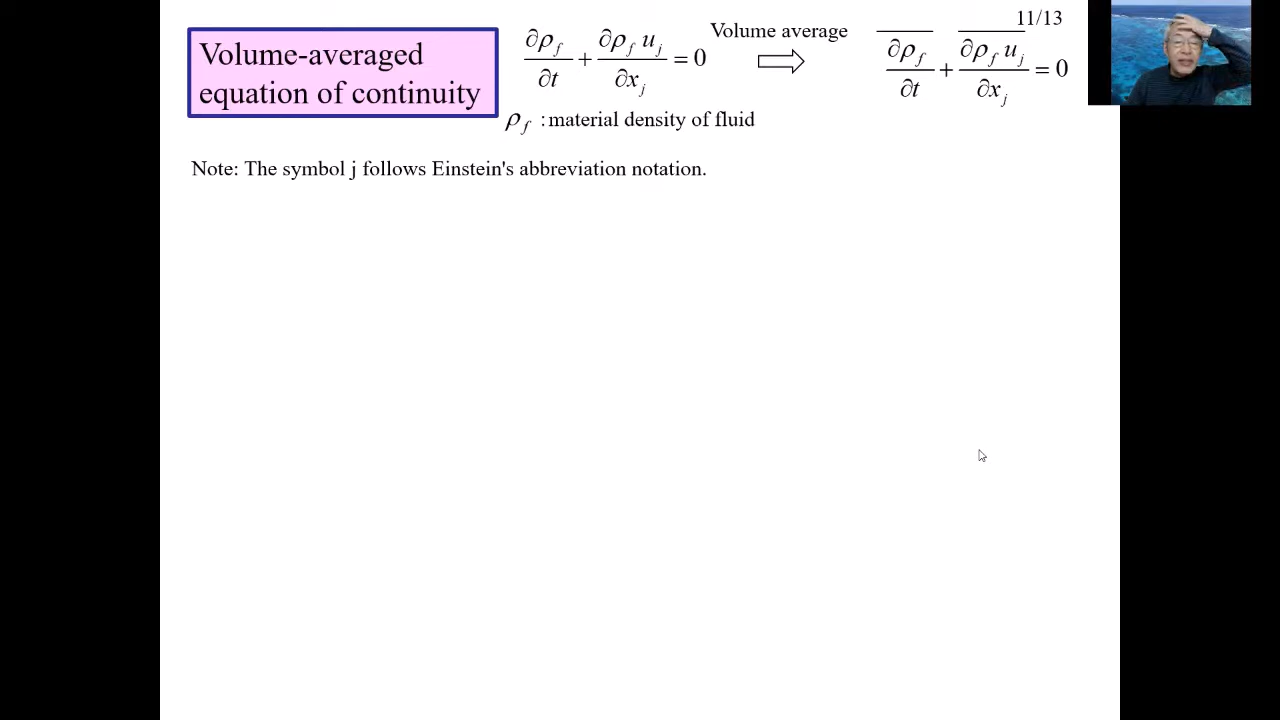 11/13
Volume-averaged
equation of continuity
∂ρ_f/∂t + ∂ρ_f u_j/∂x_j = 0
Volume average
\overline{∂ρ_f/∂t} + \overline{∂ρ_f u_j/∂x_j} = 0
ρ_f : material density of fluid
Note: The symbol j follows Einstein's abbreviation notation.